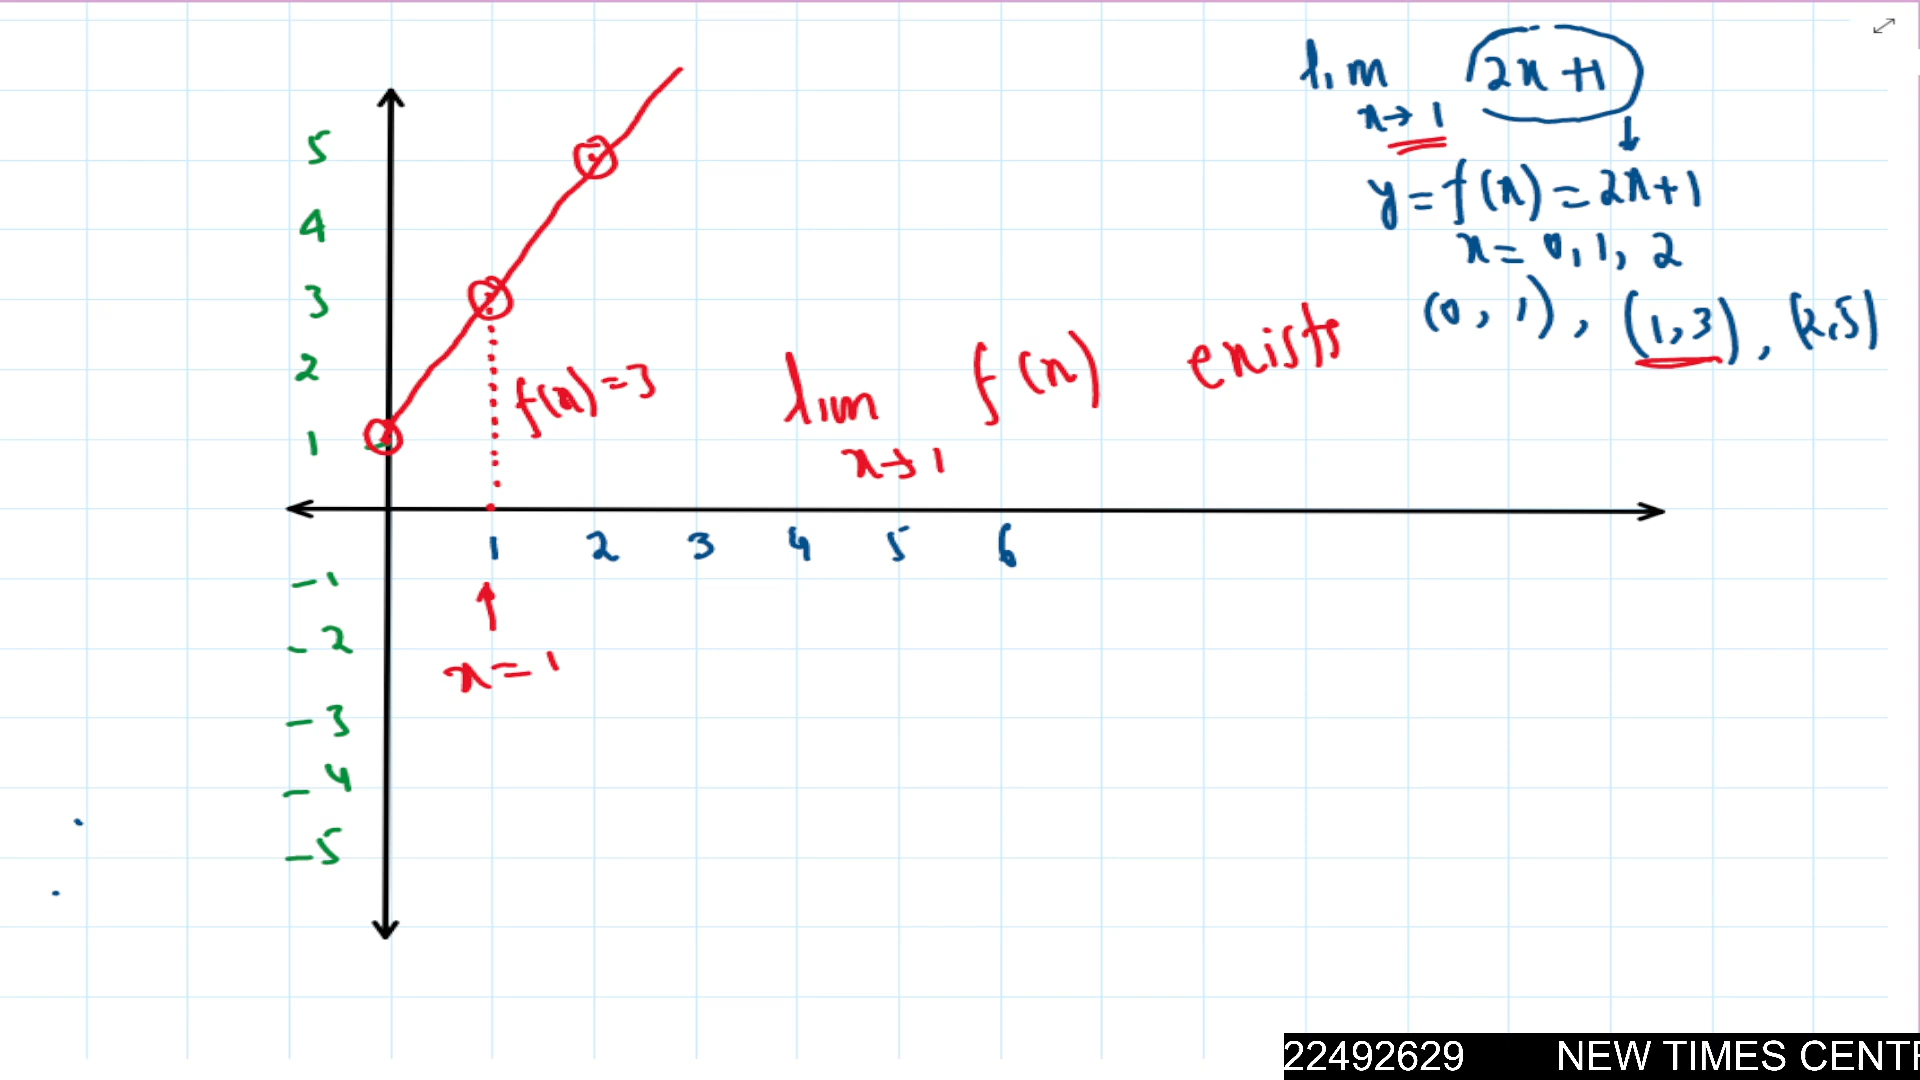 lim 2x+1
x→1
y=f(x)=2x+1
x=0,1,2
(0,1),(1,3),(2,5)
5
4
3
2
1
f(x)=3
lim f(x) exists
x→1
1 2 3 4 5 6
-1
-2
-3
-4
-5
x=1
22492629 NEW TIMES CENT